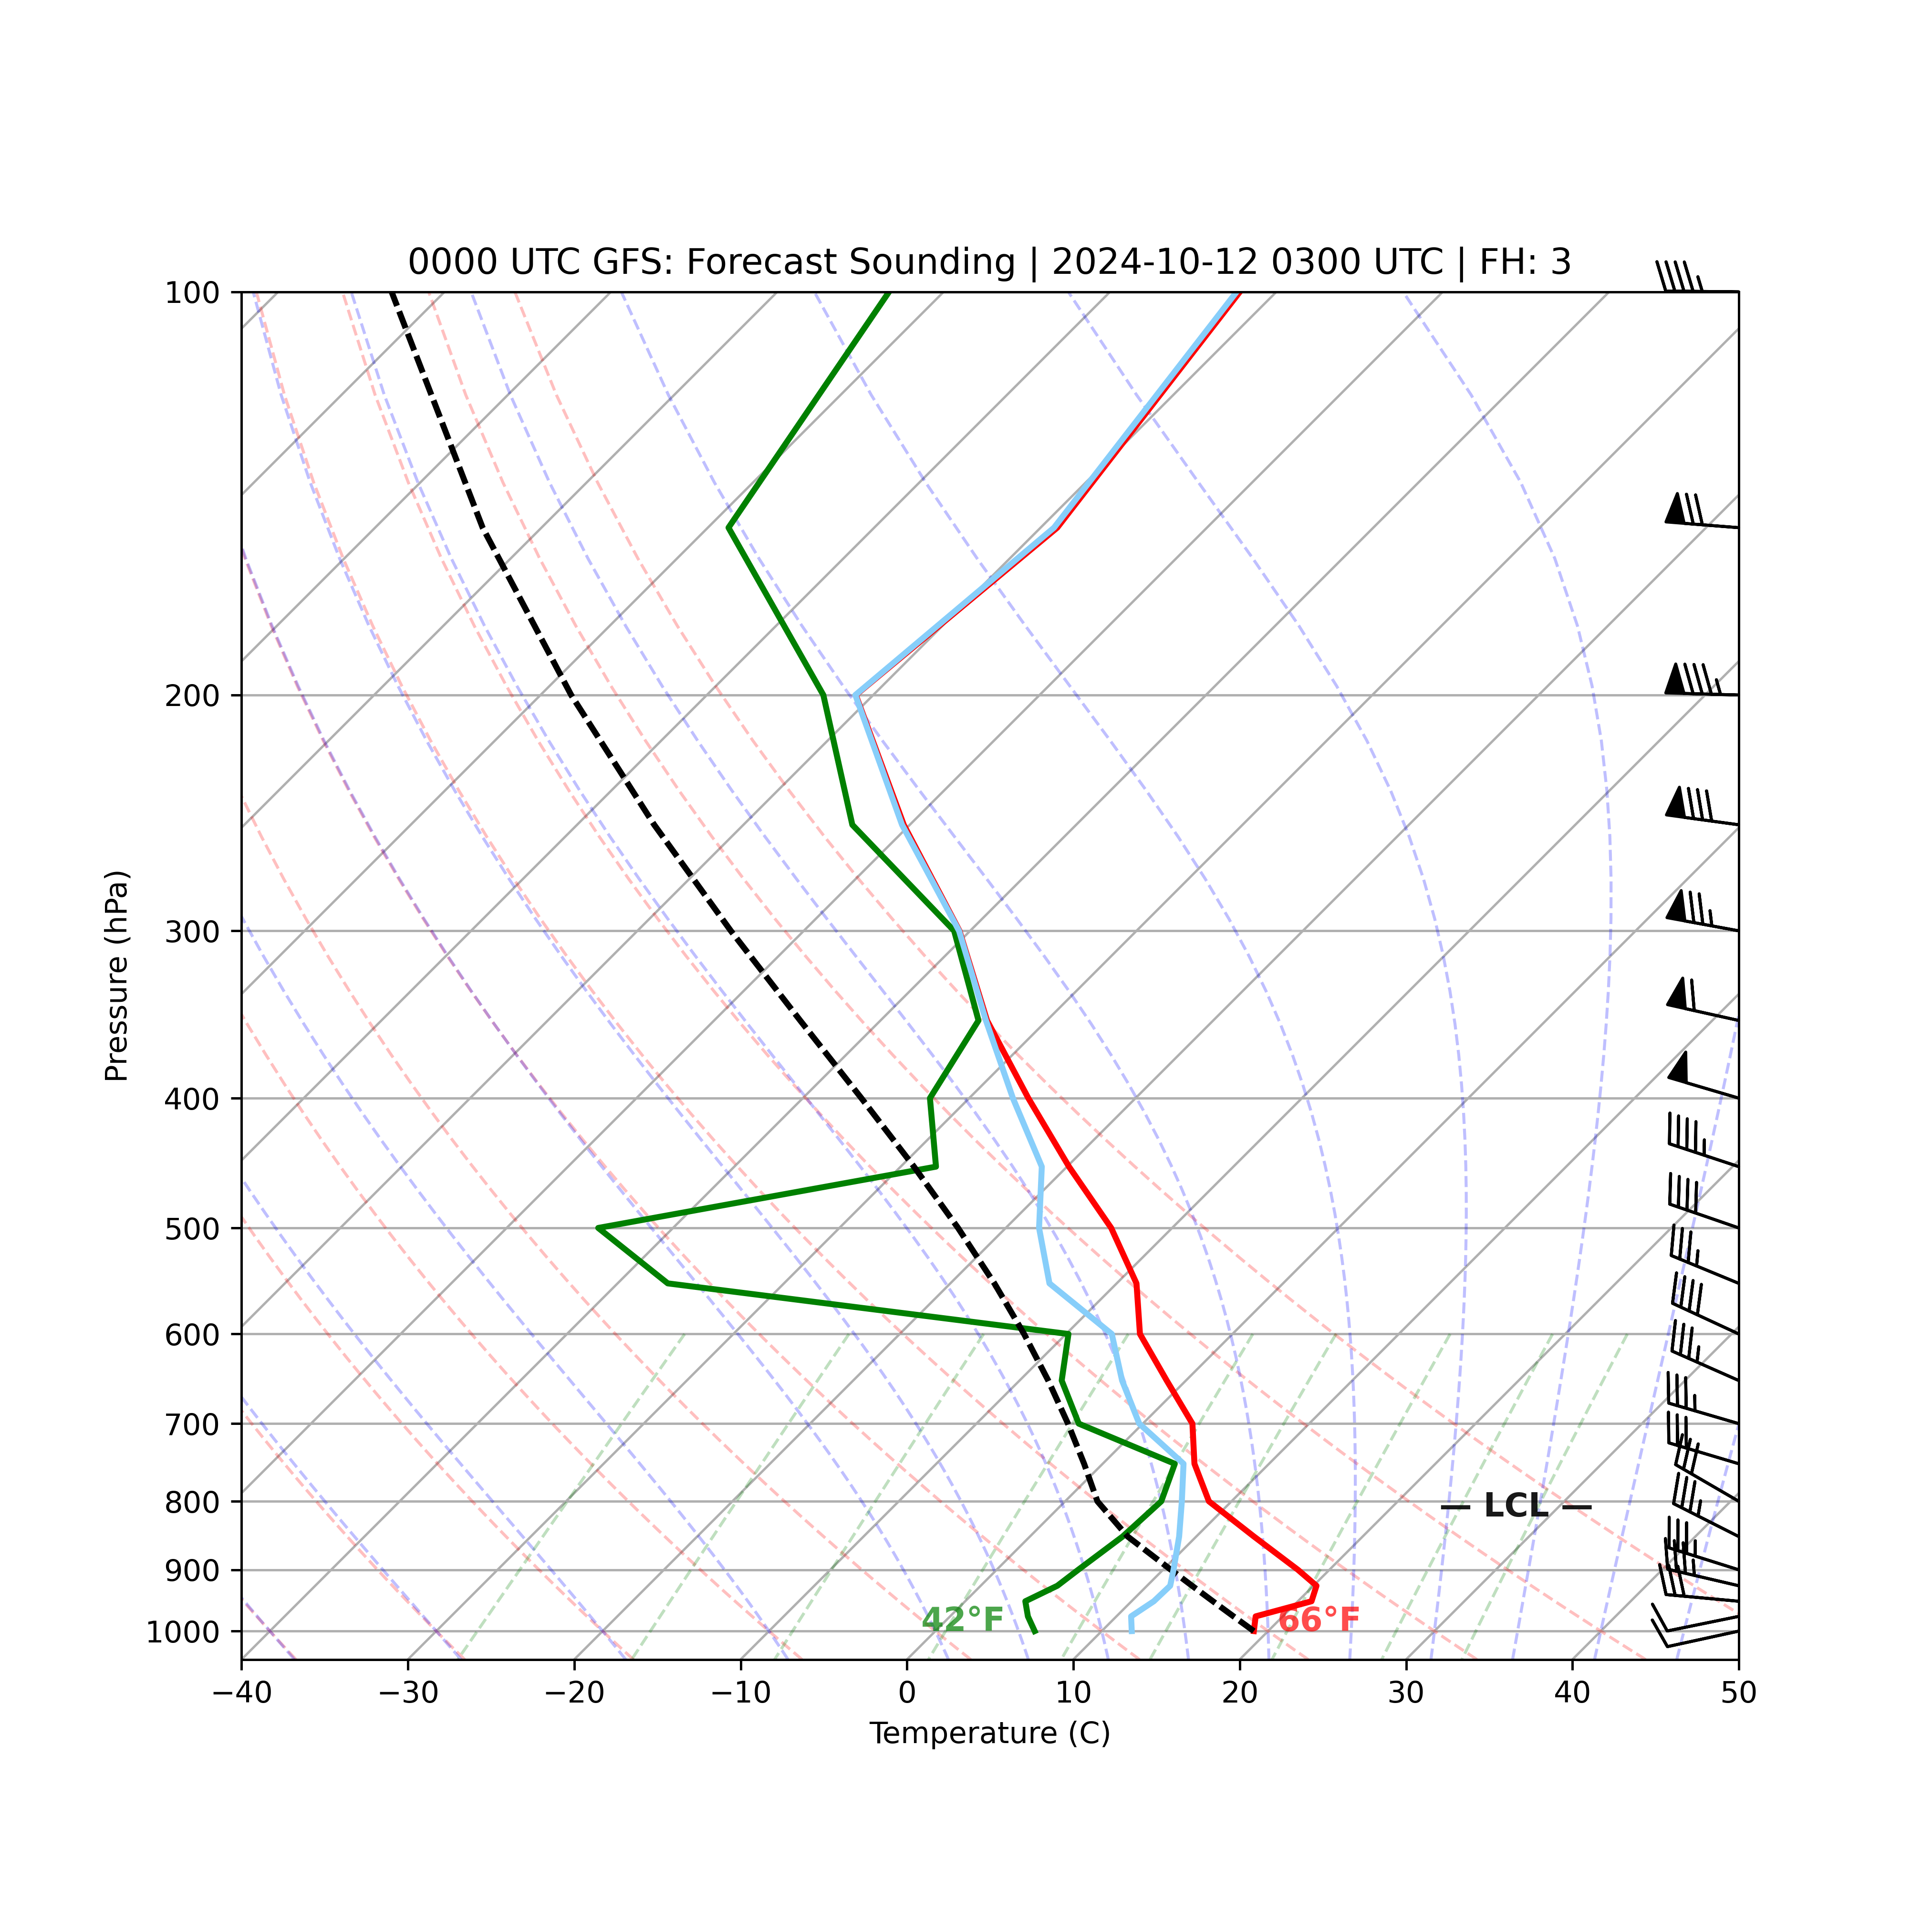 0000 UTC GFS: Forecast Sounding | 2024-10-12 0300 UTC | FH: 3
100
200
300
400
500
600
700
800
900
1000
Pressure (hPa)
— LCL —
42°F
66°F
−40 −30 −20 −10 0 10 20 30 40 50
Temperature (C)